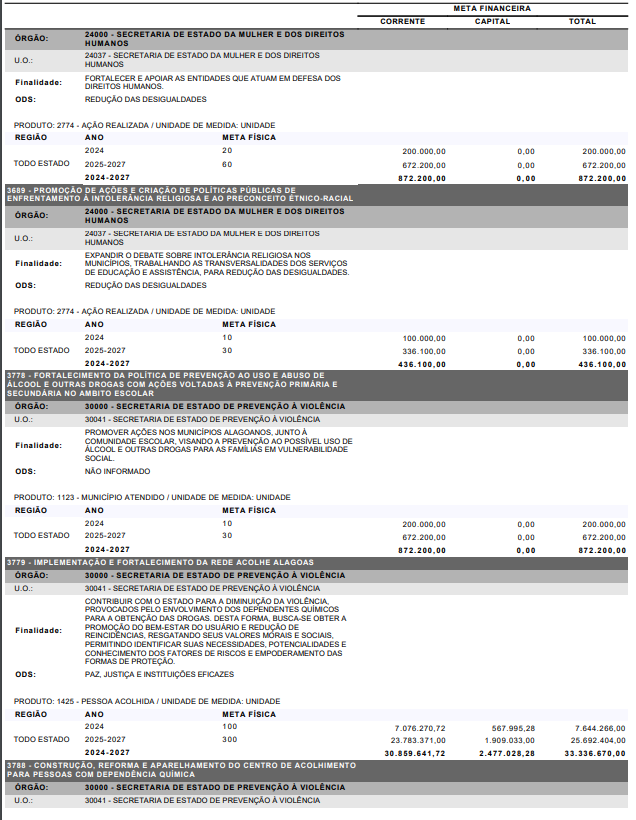 META FINANCEIRA
CORRENTE CAPITAL TOTAL
ÓRGÃO: 24000 - SECRETARIA DE ESTADO DA MULHER E DOS DIREITOS
HUMANOS
U.O.: 24037 - SECRETARIA DE ESTADO DA MULHER E DOS DIREITOS
HUMANOS
Finalidade: FORTALECER E APOIAR AS ENTIDADES QUE ATUAM EM DEFESA DOS
DIREITOS HUMANOS.
ODS: REDUÇÃO DAS DESIGUALDADES
PRODUTO: 2774 - AÇÃO REALIZADA / UNIDADE DE MEDIDA: UNIDADE
REGIÃO ANO META FÍSICA
2024 20 200.000,00 0,00 200.000,00
TODO ESTADO 2025-2027 60 672.200,00 0,00 672.200,00
2024-2027 872.200,00 0,00 872.200,00
3689 - PROMOÇÃO DE AÇÕES E CRIAÇÃO DE POLÍTICAS PÚBLICAS DE
ENFRENTAMENTO À INTOLERÂNCIA RELIGIOSA E AO PRECONCEITO ÉTNICO-RACIAL
ÓRGÃO: 24000 - SECRETARIA DE ESTADO DA MULHER E DOS DIREITOS
HUMANOS
U.O.: 24037 - SECRETARIA DE ESTADO DA MULHER E DOS DIREITOS
HUMANOS
Finalidade: EXPANDIR O DEBATE SOBRE INTOLERÂNCIA RELIGIOSA NOS
MUNICÍPIOS, TRABALHANDO AS TRANSVERSALIDADES DOS SERVIÇOS
DE EDUCAÇÃO E ASSISTÊNCIA, PARA REDUÇÃO DAS DESIGUALDADES.
ODS: REDUÇÃO DAS DESIGUALDADES
PRODUTO: 2774 - AÇÃO REALIZADA / UNIDADE DE MEDIDA: UNIDADE
REGIÃO ANO META FÍSICA
2024 10 100.000,00 0,00 100.000,00
TODO ESTADO 2025-2027 30 336.100,00 0,00 336.100,00
2024-2027 436.100,00 0,00 436.100,00
3778 - FORTALECIMENTO DA POLÍTICA DE PREVENÇÃO AO USO E ABUSO DE
ÁLCOOL E OUTRAS DROGAS COM AÇÕES VOLTADAS À PREVENÇÃO PRIMÁRIA E
SECUNDÁRIA NO AMBITO ESCOLAR
ÓRGÃO: 30000 - SECRETARIA DE ESTADO DE PREVENÇÃO À VIOLÊNCIA
U.O.: 30041 - SECRETARIA DE ESTADO DE PREVENÇÃO À VIOLÊNCIA
Finalidade: PROMOVER AÇÕES NOS MUNICÍPIOS ALAGOANOS, JUNTO À
COMUNIDADE ESCOLAR, VISANDO A PREVENÇÃO AO POSSÍVEL USO DE
ÁLCOOL E OUTRAS DROGAS PARA AS FAMÍLIAS EM VULNERABILIDADE
SOCIAL.
ODS: NÃO INFORMADO
PRODUTO: 1123 - MUNICÍPIO ATENDIDO / UNIDADE DE MEDIDA: UNIDADE
REGIÃO ANO META FÍSICA
2024 10 200.000,00 0,00 200.000,00
TODO ESTADO 2025-2027 30 672.200,00 0,00 672.200,00
2024-2027 872.200,00 0,00 872.200,00
3779 - IMPLEMENTAÇÃO E FORTALECIMENTO DA REDE ACOLHE ALAGOAS
ÓRGÃO: 30000 - SECRETARIA DE ESTADO DE PREVENÇÃO À VIOLÊNCIA
U.O.: 30041 - SECRETARIA DE ESTADO DE PREVENÇÃO À VIOLÊNCIA
Finalidade: CONTRIBUIR COM O ESTADO PARA A DIMINUIÇÃO DA VIOLÊNCIA,
PROVOCADOS PELO ENVOLVIMENTO DOS DEPENDENTES QUÍMICOS
PARA A OBTENÇÃO DAS DROGAS. DESTA FORMA, BUSCA-SE OBTER A
PROMOÇÃO DO BEM-ESTAR DO USUÁRIO E REDUÇÃO DE
REINCIDÊNCIAS, RESGATANDO SEUS VALORES MORAIS E SOCIAIS,
PERMITINDO IDENTIFICAR SUAS NECESSIDADES, POTENCIALIDADES E
CONHECIMENTO DOS FATORES DE RISCOS E EMPODERAMENTO DAS
FORMAS DE PROTEÇÃO.
ODS: PAZ, JUSTIÇA E INSTITUIÇÕES EFICAZES
PRODUTO: 1425 - PESSOA ACOLHIDA / UNIDADE DE MEDIDA: UNIDADE
REGIÃO ANO META FÍSICA
2024 100 7.076.270,72 567.995,28 7.644.266,00
TODO ESTADO 2025-2027 300 23.783.371,00 1.909.033,00 25.692.404,00
2024-2027 30.859.641,72 2.477.028,28 33.336.670,00
3788 - CONSTRUÇÃO, REFORMA E APARELHAMENTO DO CENTRO DE ACOLHIMENTO
PARA PESSOAS COM DEPENDÊNCIA QUÍMICA
ÓRGÃO: 30000 - SECRETARIA DE ESTADO DE PREVENÇÃO À VIOLÊNCIA
U.O.: 30041 - SECRETARIA DE ESTADO DE PREVENÇÃO À VIOLÊNCIA